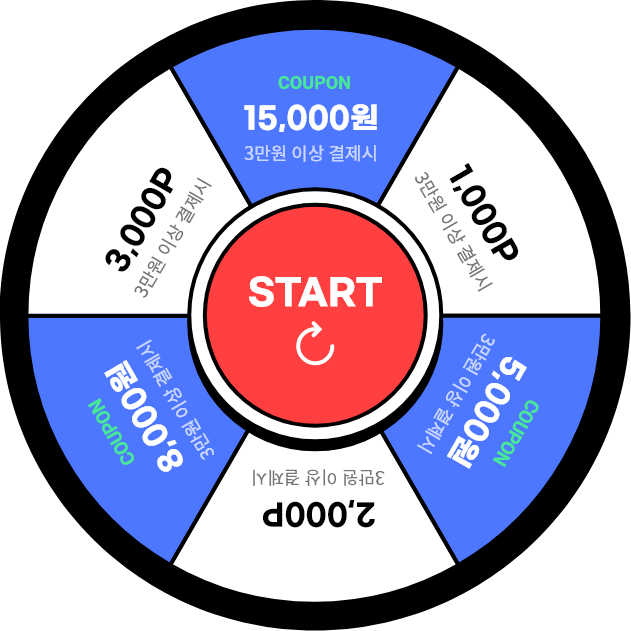 COUPON
15,000원
3만원 이상 결제시
1,000P
3만원 이상 결제시
COUPON
5,000원
3만원 이상 결제시
2,000P
3만원 이상 결제시
COUPON
8,000원
3만원 이상 결제시
3,000P
3만원 이상 결제시
START